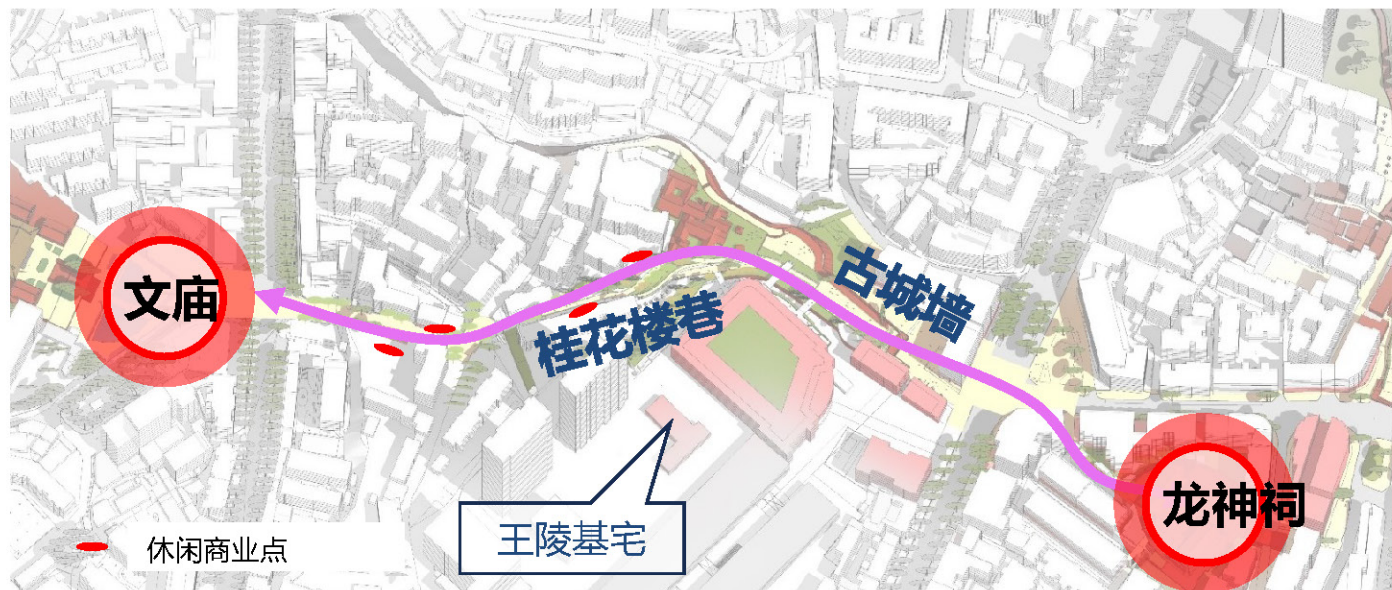 古城墙
文庙
桂花楼巷
龙神祠
王陵基宅
休闲商业点